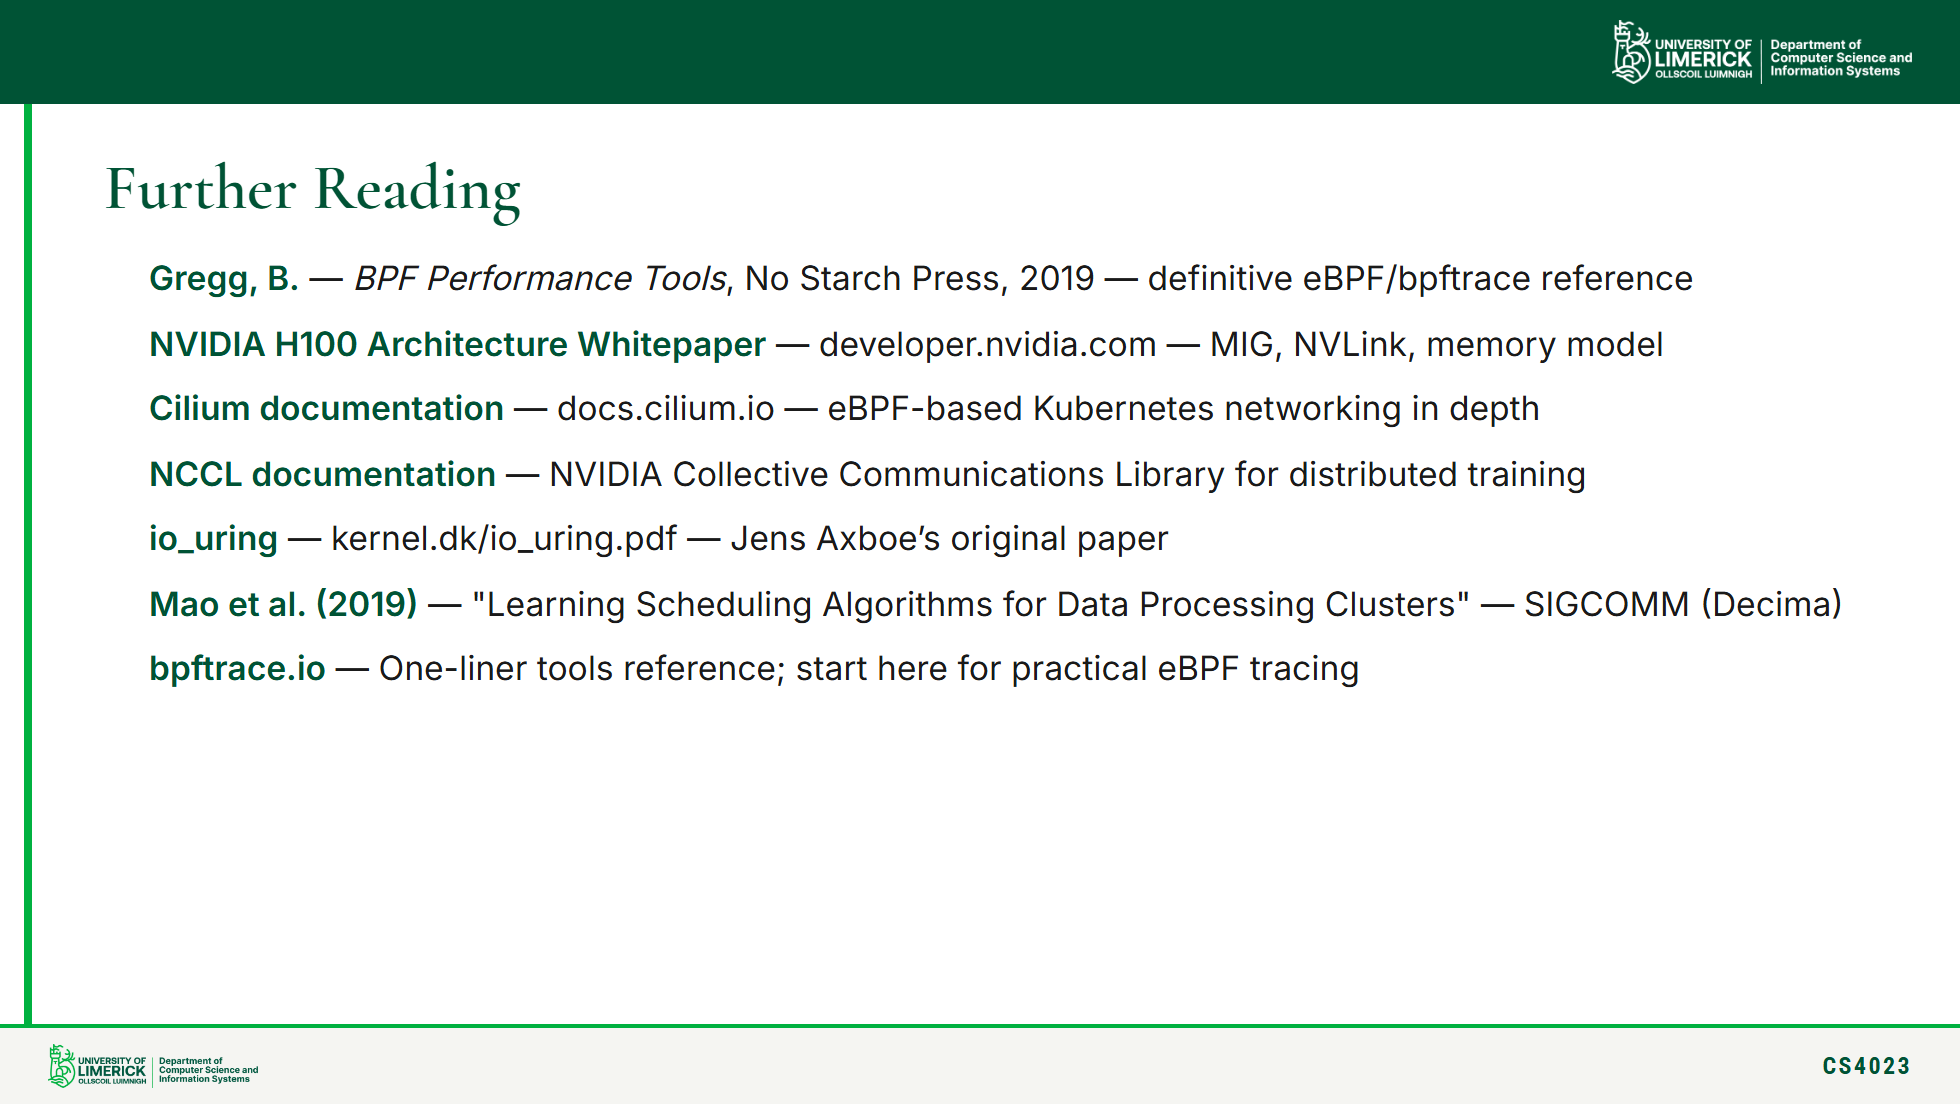 UNIVERSITY OF
LIMERICK
OLLSCOIL LUIMNIGH
Department of
Computer Science and
Information Systems
Further Reading
Gregg, B. — BPF Performance Tools, No Starch Press, 2019 — definitive eBPF/bpftrace reference
NVIDIA H100 Architecture Whitepaper — developer.nvidia.com — MIG, NVLink, memory model
Cilium documentation — docs.cilium.io — eBPF-based Kubernetes networking in depth
NCCL documentation — NVIDIA Collective Communications Library for distributed training
io_uring — kernel.dk/io_uring.pdf — Jens Axboe’s original paper
Mao et al. (2019) — "Learning Scheduling Algorithms for Data Processing Clusters" — SIGCOMM (Decima)
bpftrace.io — One-liner tools reference; start here for practical eBPF tracing
UNIVERSITY OF
LIMERICK
OLLSCOIL LUIMNIGH
Department of
Computer Science and
Information Systems
CS4023